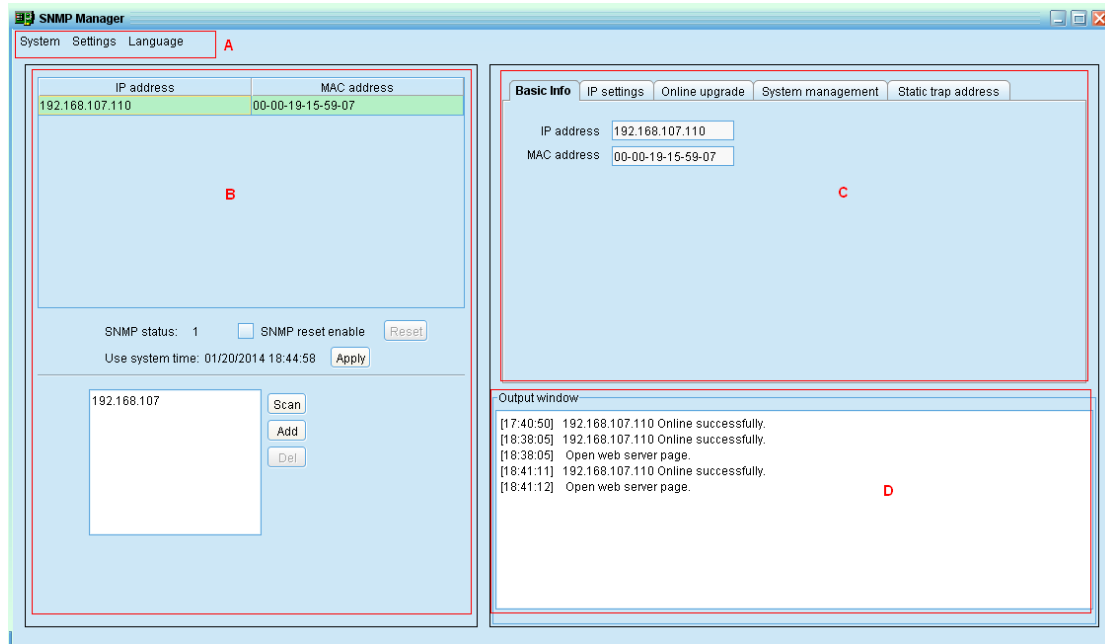 SNMP Manager
System Settings Language
A
IP address MAC address
192.168.107.110 00-00-19-15-59-07
B
SNMP status: 1 SNMP reset enable Reset
Use system time: 01/20/2014 18:44:58 Apply
192.168.107
Scan
Add
Del
Basic Info IP settings Online upgrade System management Static trap address
IP address 192.168.107.110
MAC address 00-00-19-15-59-07
C
Output window
[17:40:50] 192.168.107.110 Online successfully.
[18:38:05] 192.168.107.110 Online successfully.
[18:38:05] Open web server page.
[18:41:11] 192.168.107.110 Online successfully.
[18:41:12] Open web server page.
D